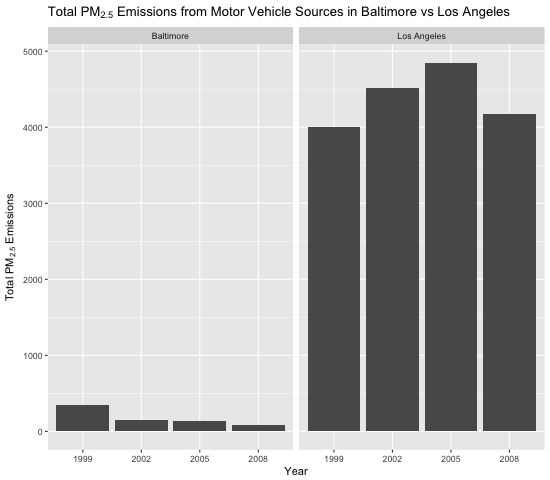 Total PM2.5 Emissions from Motor Vehicle Sources in Baltimore vs Los Angeles
Baltimore
Los Angeles
Total PM2.5 Emissions
5000
4000
3000
2000
1000
0
1999
2002
2005
2008
1999
2002
2005
2008
Year